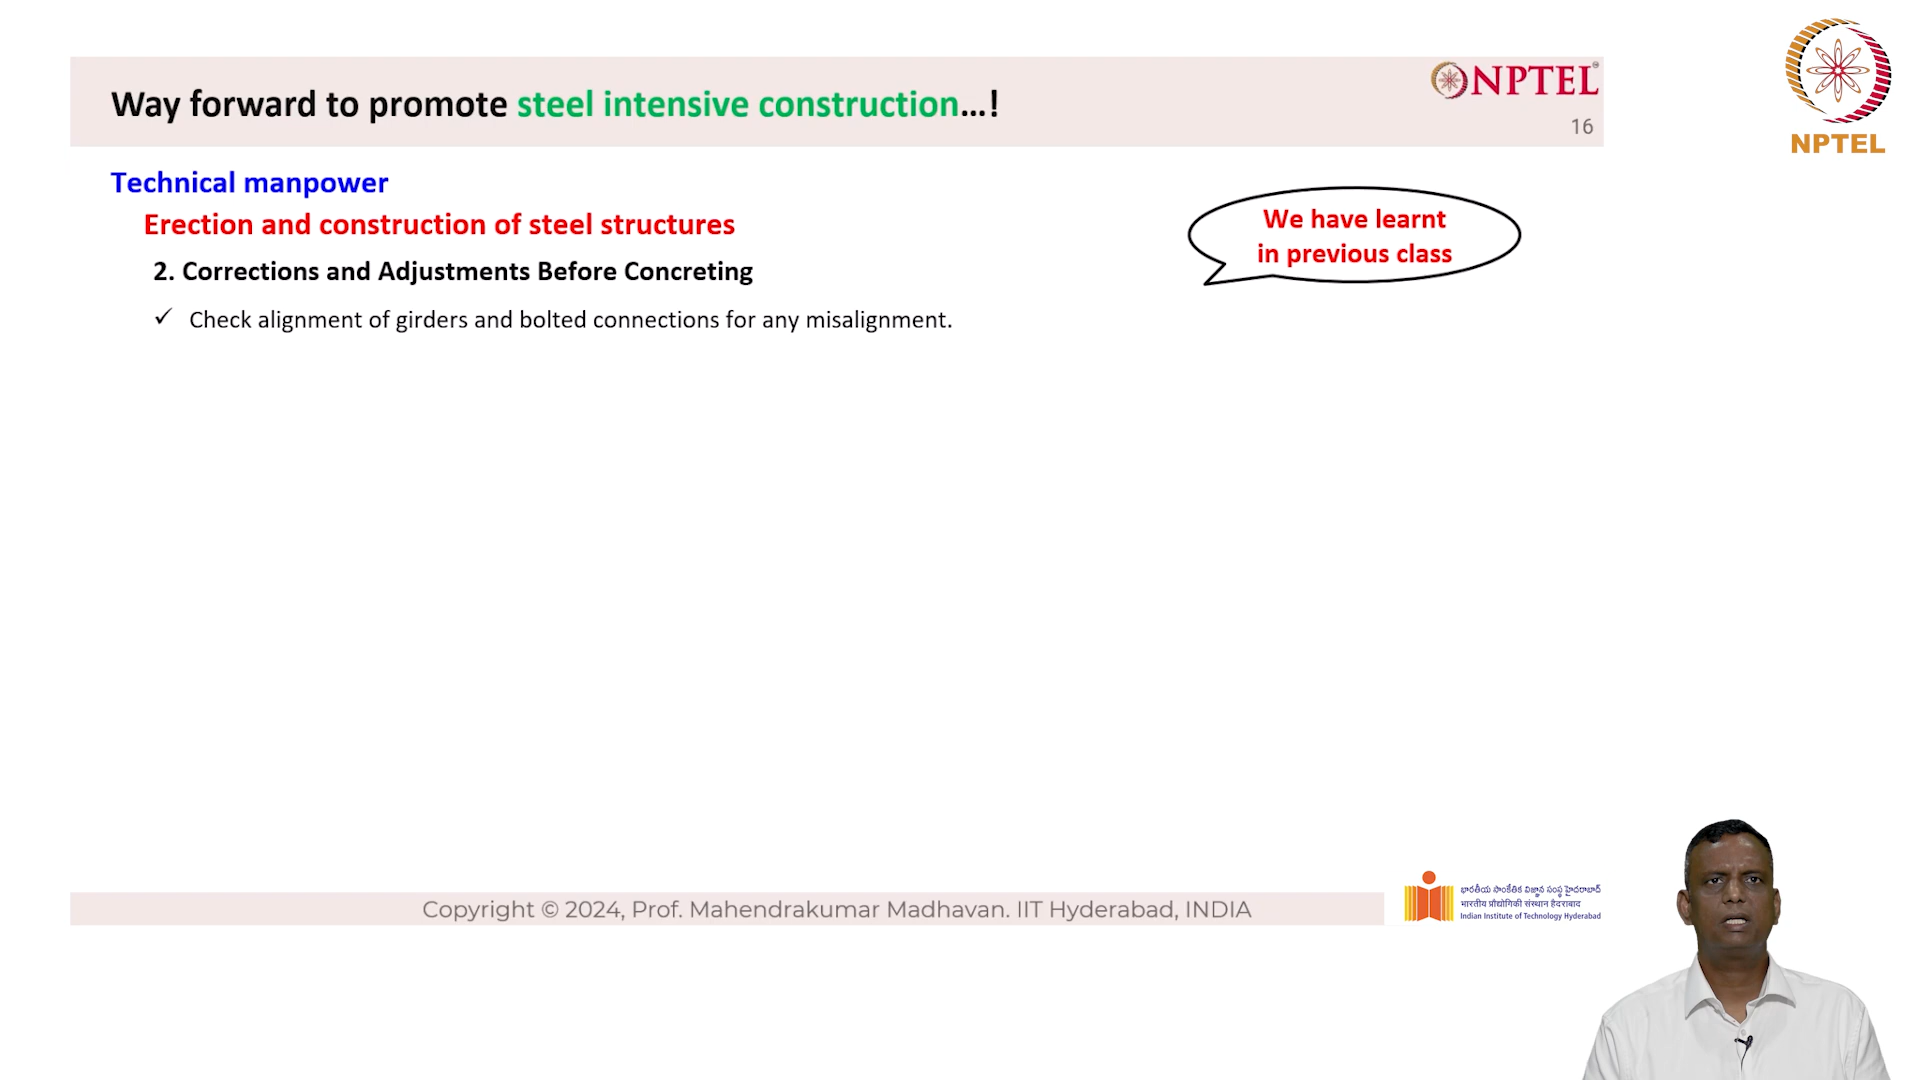 Way forward to promote steel intensive construction...!
NPTEL
16
NPTEL
Technical manpower
Erection and construction of steel structures
We have learnt
in previous class
2. Corrections and Adjustments Before Concreting
✓ Check alignment of girders and bolted connections for any misalignment.
Copyright © 2024, Prof. Mahendrakumar Madhavan. IIT Hyderabad, INDIA
భారతీయ సాంకేతిక విజ్ఞాన సంస్థ హైదరాబాద్
भारतीय प्रौद्योगिकी संस्थान हैदराबाद
Indian Institute of Technology Hyderabad